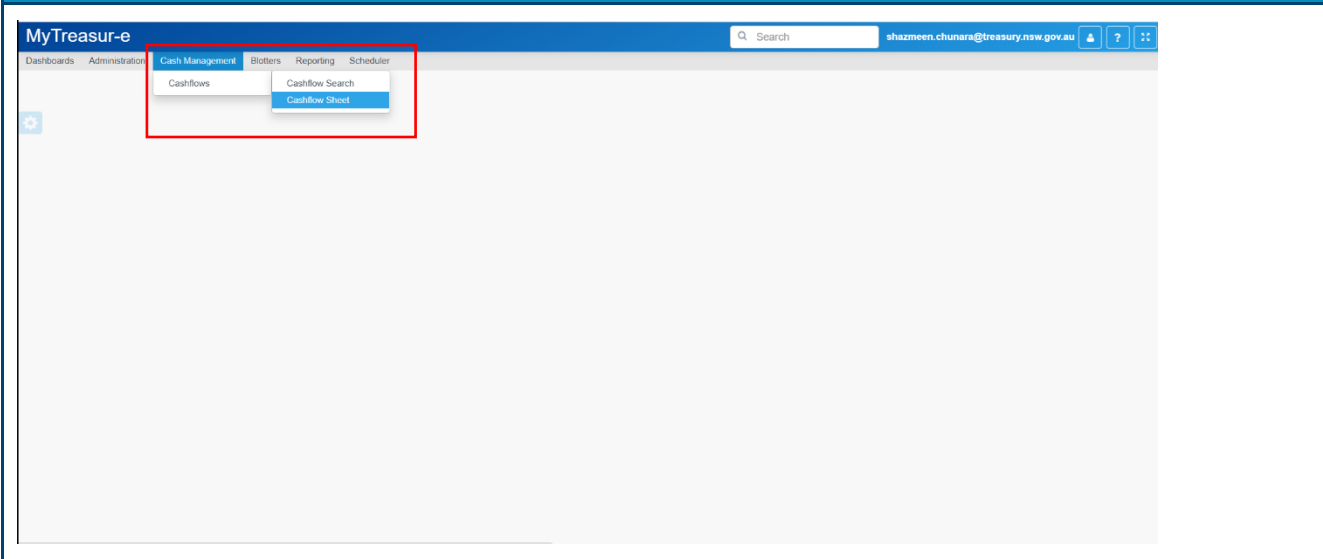 MyTreasur-e
Search
shazmeen.chunara@treasury.nsw.gov.au
?
Dashboards Administration Cash Management Blotters Reporting Scheduler
Cashflows
Cashflow Search
Cashflow Sheet